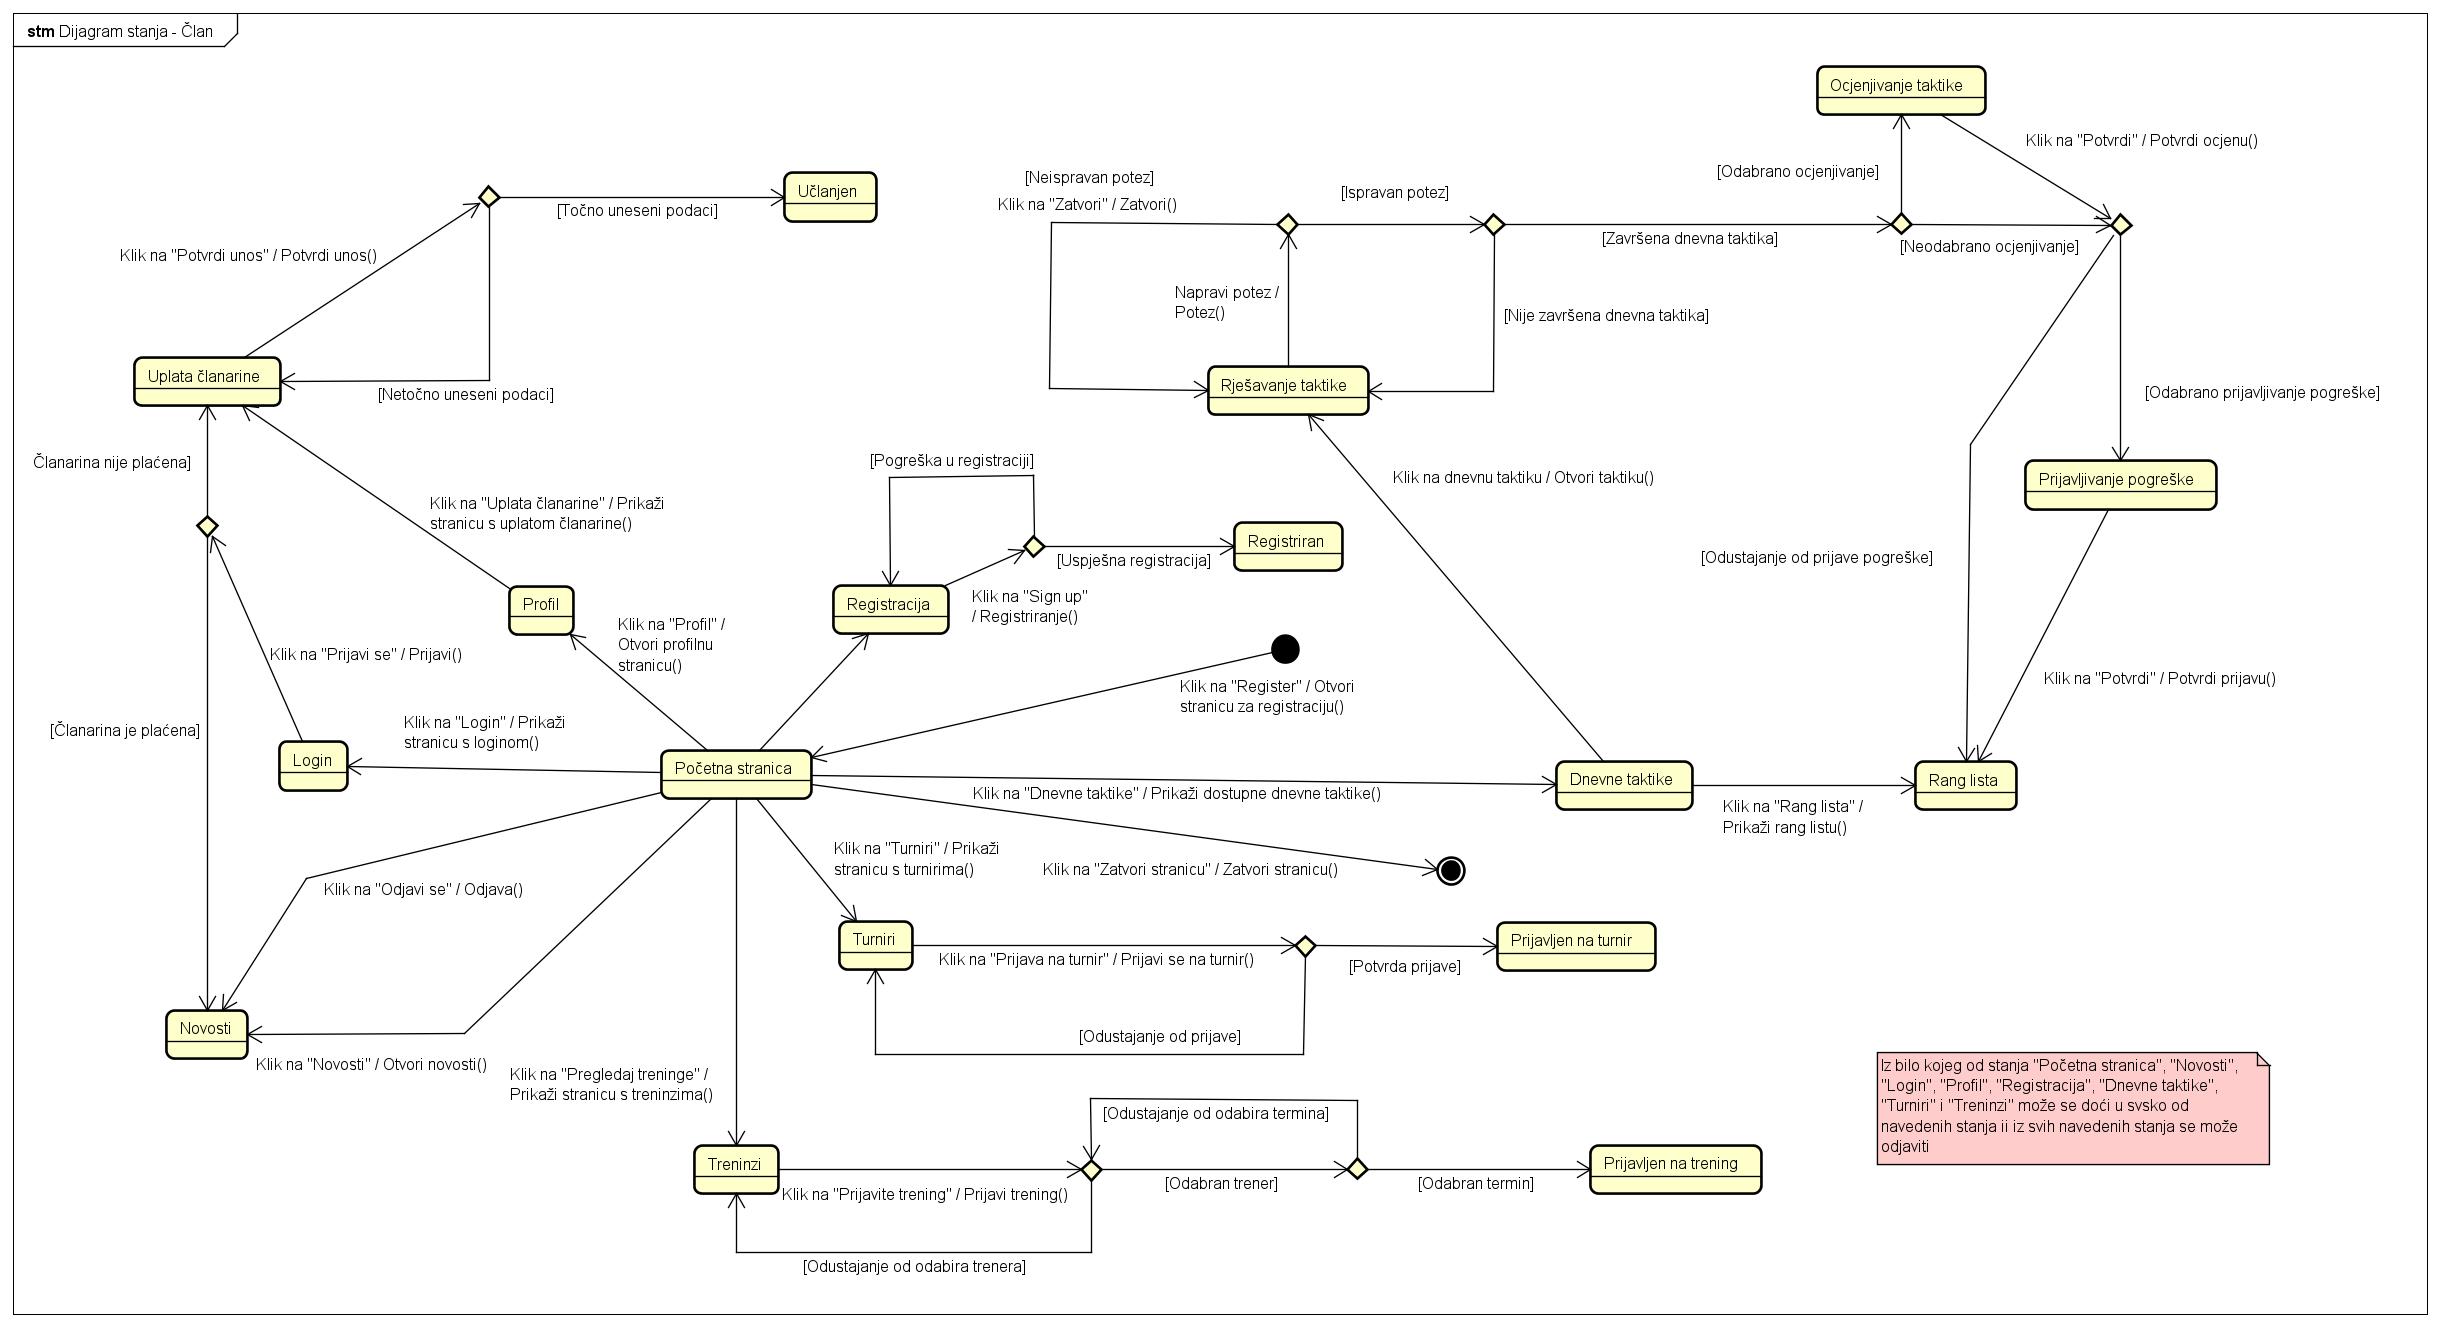 stm Dijagram stanja - Član
Ocjenjivanje taktike
Klik na "Potvrdi" / Potvrdi ocjenu()
[Odabrano ocjenjivanje]
[Neispravan potez]
Klik na "Zatvori" / Zatvori()
[Ispravan potez]
Učlanjen
[Točno uneseni podaci]
[Završena dnevna taktika]
[Neodabrano ocjenjivanje]
Klik na "Potvrdi unos" / Potvrdi unos()
Napravi potez /
Potez()
[Nije završena dnevna taktika]
Uplata članarine
[Netočno uneseni podaci]
Rješavanje taktike
[Odabrano prijavljivanje pogreške]
Članarina nije plaćena]
[Pogreška u registraciji]
Klik na dnevnu taktiku / Otvori taktiku()
Prijavljivanje pogreške
Klik na "Uplata članarine" / Prikaži
stranicu s uplatom članarine()
Registriran
[Uspješna registracija]
[Odustajanje od prijave pogreške]
Profil
Registracija
Klik na "Sign up"
/ Registriranje()
Klik na "Profil" /
Otvori profilnu
stranicu()
Klik na "Prijavi se" / Prijavi()
Klik na "Register" / Otvori
stranicu za registraciju()
Klik na "Potvrdi" / Potvrdi prijavu()
[Članarina je plaćena]
Klik na "Login" / Prikaži
stranicu s loginom()
Login
Početna stranica
Dnevne taktike
Rang lista
Klik na "Dnevne taktike" / Prikaži dostupne dnevne taktike()
Klik na "Rang lista" /
Prikaži rang listu()
Klik na "Turniri" / Prikaži
stranicu s turnirima()
Klik na "Zatvori stranicu" / Zatvori stranicu()
Klik na "Odjavi se" / Odjava()
Turniri
Klik na "Prijava na turnir" / Prijavi se na turnir()
Prijavljen na turnir
[Potvrda prijave]
Novosti
[Odustajanje od prijave]
Klik na "Novosti" / Otvori novosti()
Klik na "Pregledaj treninge" /
Prikaži stranicu s treninzima()
Iz bilo kojeg od stanja "Početna stranica", "Novosti",
"Login", "Profil", "Registracija", "Dnevne taktike",
"Turniri" i "Treninzi" može se doći u svsko od
navedenih stanja ii iz svih navedenih stanja se može
odjaviti
[Odustajanje od odabira termina]
Treninzi
Klik na "Prijavite trening" / Prijavi trening()
[Odabran trener]
[Odabran termin]
Prijavljen na trening
[Odustajanje od odabira trenera]